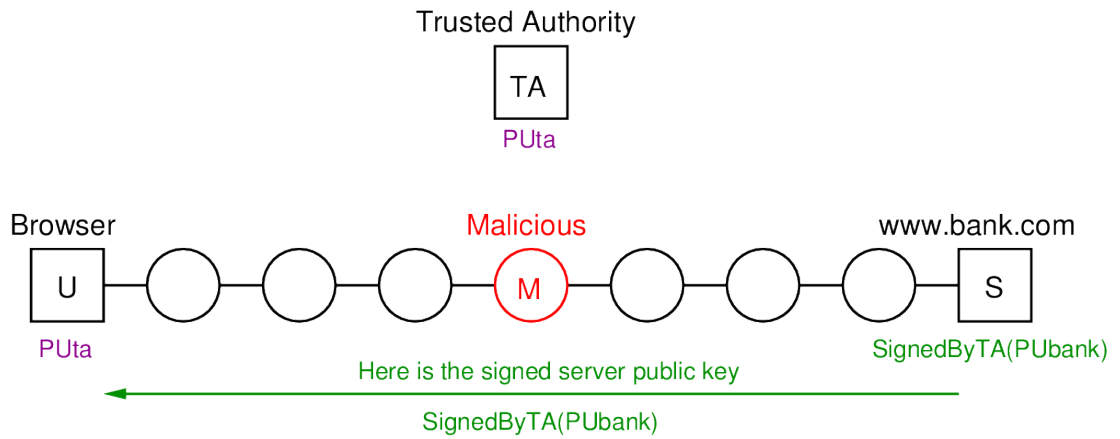 Trusted Authority
TA
PUta
Browser
Malicious
www.bank.com
U
M
S
PUta
SignedByTA(PUbank)
Here is the signed server public key
SignedByTA(PUbank)